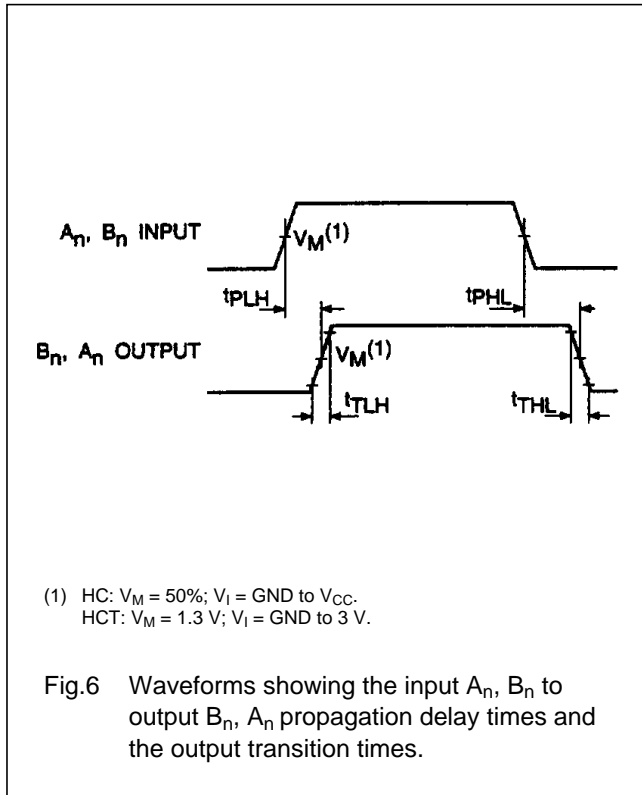 An, Bn INPUT
VM(1)
tPLH
tPHL
Bn, An OUTPUT
VM(1)
tTLH
tTHL
(1) HC: VM = 50%; VI = GND to VCC.
HCT: VM = 1.3 V; VI = GND to 3 V.
Fig.6 Waveforms showing the input An, Bn to
output Bn, An propagation delay times and
the output transition times.